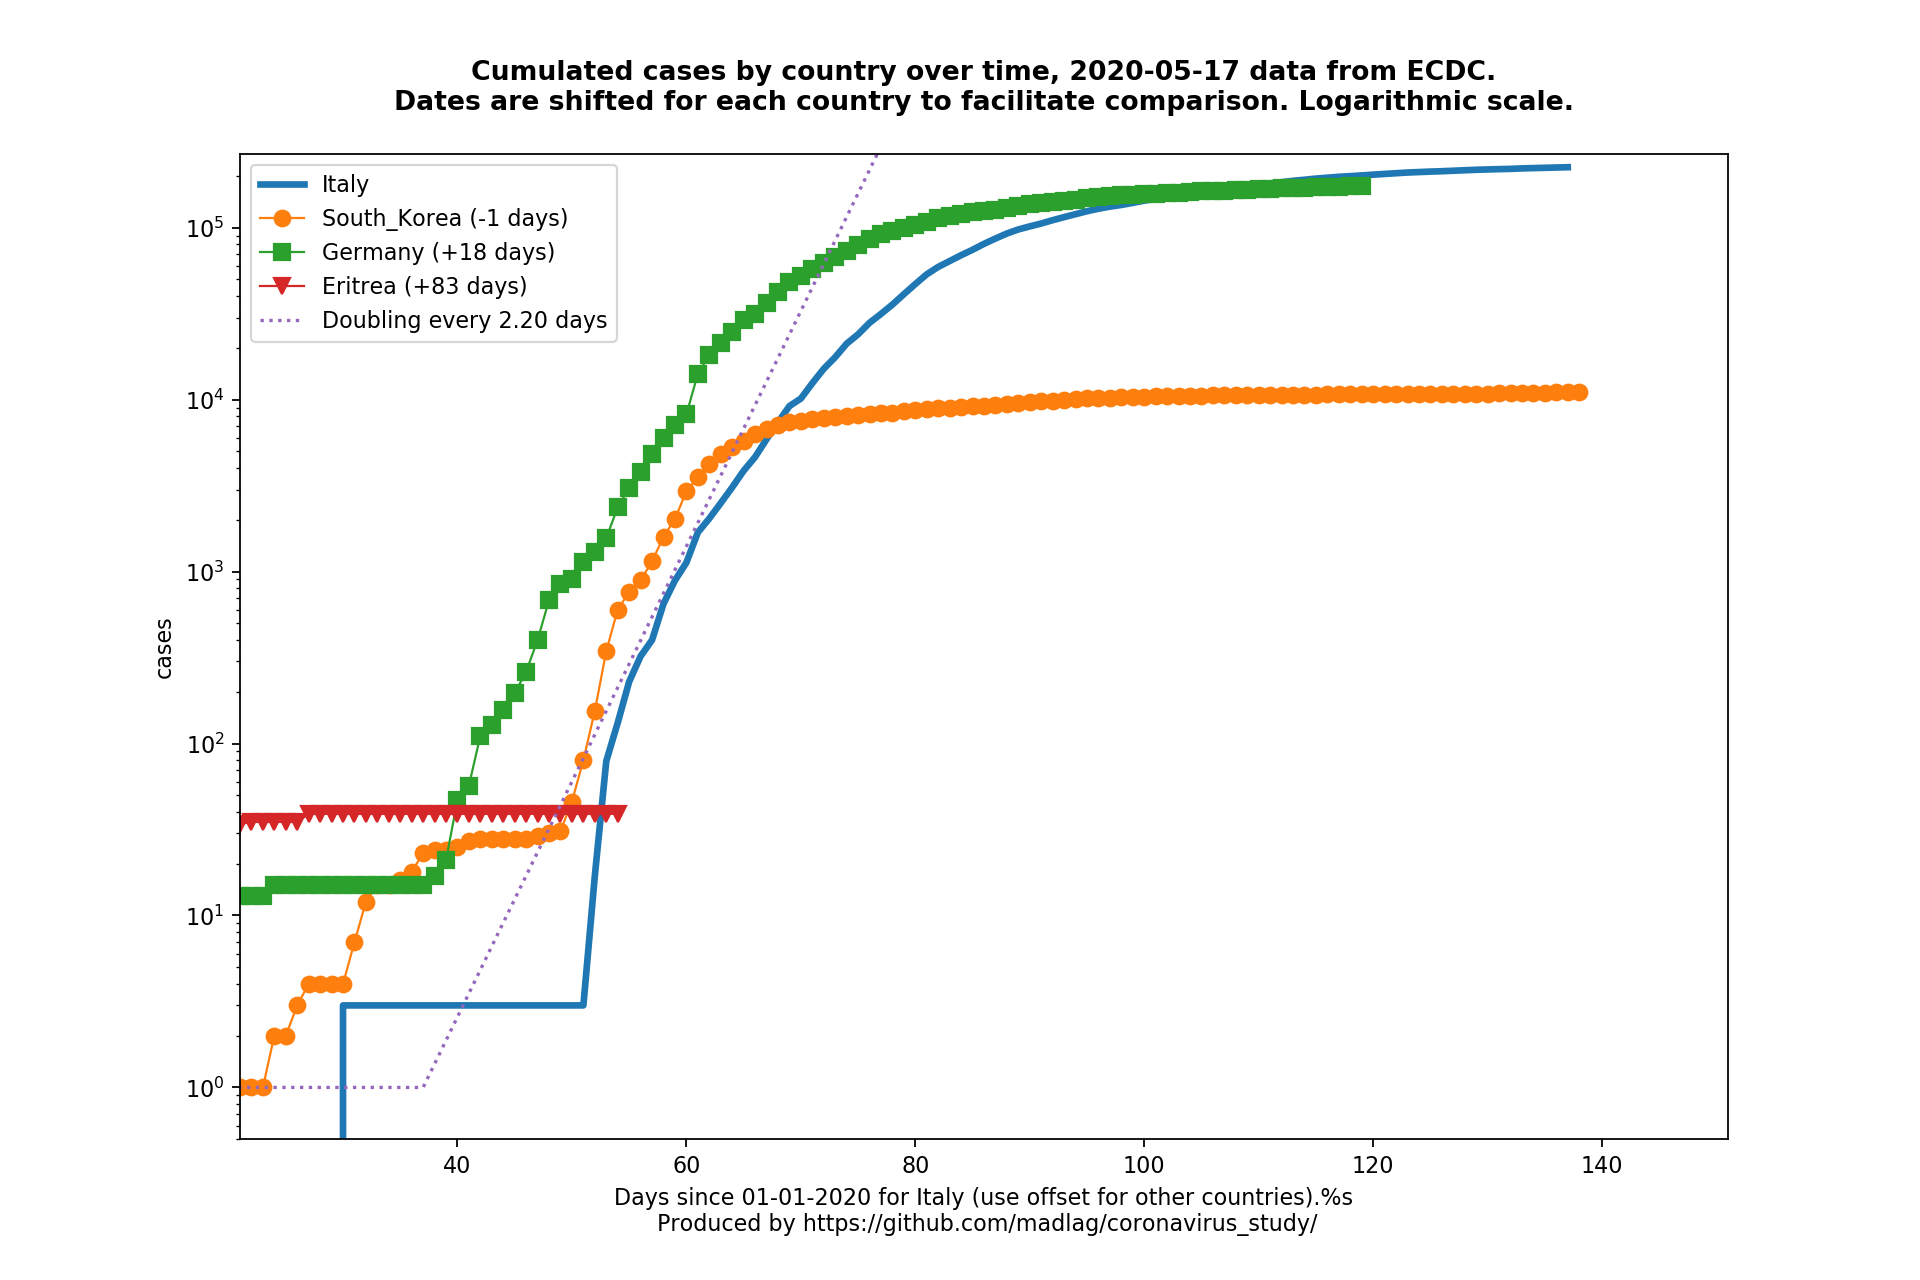 Cumulated cases by country over time, 2020-05-17 data from ECDC.
Dates are shifted for each country to facilitate comparison. Logarithmic scale.
Italy
South_Korea (-1 days)
Germany (+18 days)
Eritrea (+83 days)
Doubling every 2.20 days
10^5
10^4
10^3
10^2
10^1
10^0
cases
40 60 80 100 120 140
Days since 01-01-2020 for Italy (use offset for other countries).%s
Produced by https://github.com/madlag/coronavirus_study/